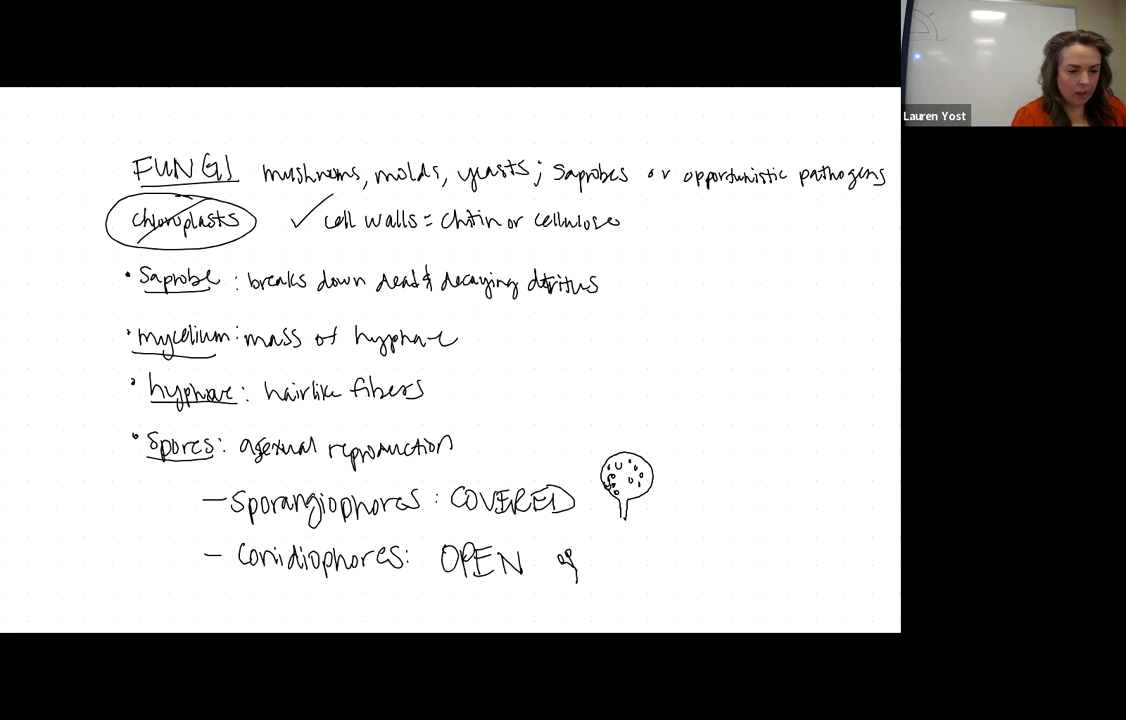 Lauren Yost
FUNGI mushrooms, molds, yeasts; saprobes or opportunistic pathogens
chloroplasts ✓ cell walls = chitin or cellulose
• Saprobe : breaks down dead & decaying detritus
• mycelium : mass of hyphae
• hyphae : hairlike fibers
• Spores : asexual reproduction
— Sporangiophores : COVERED
— Conidiophores : OPEN